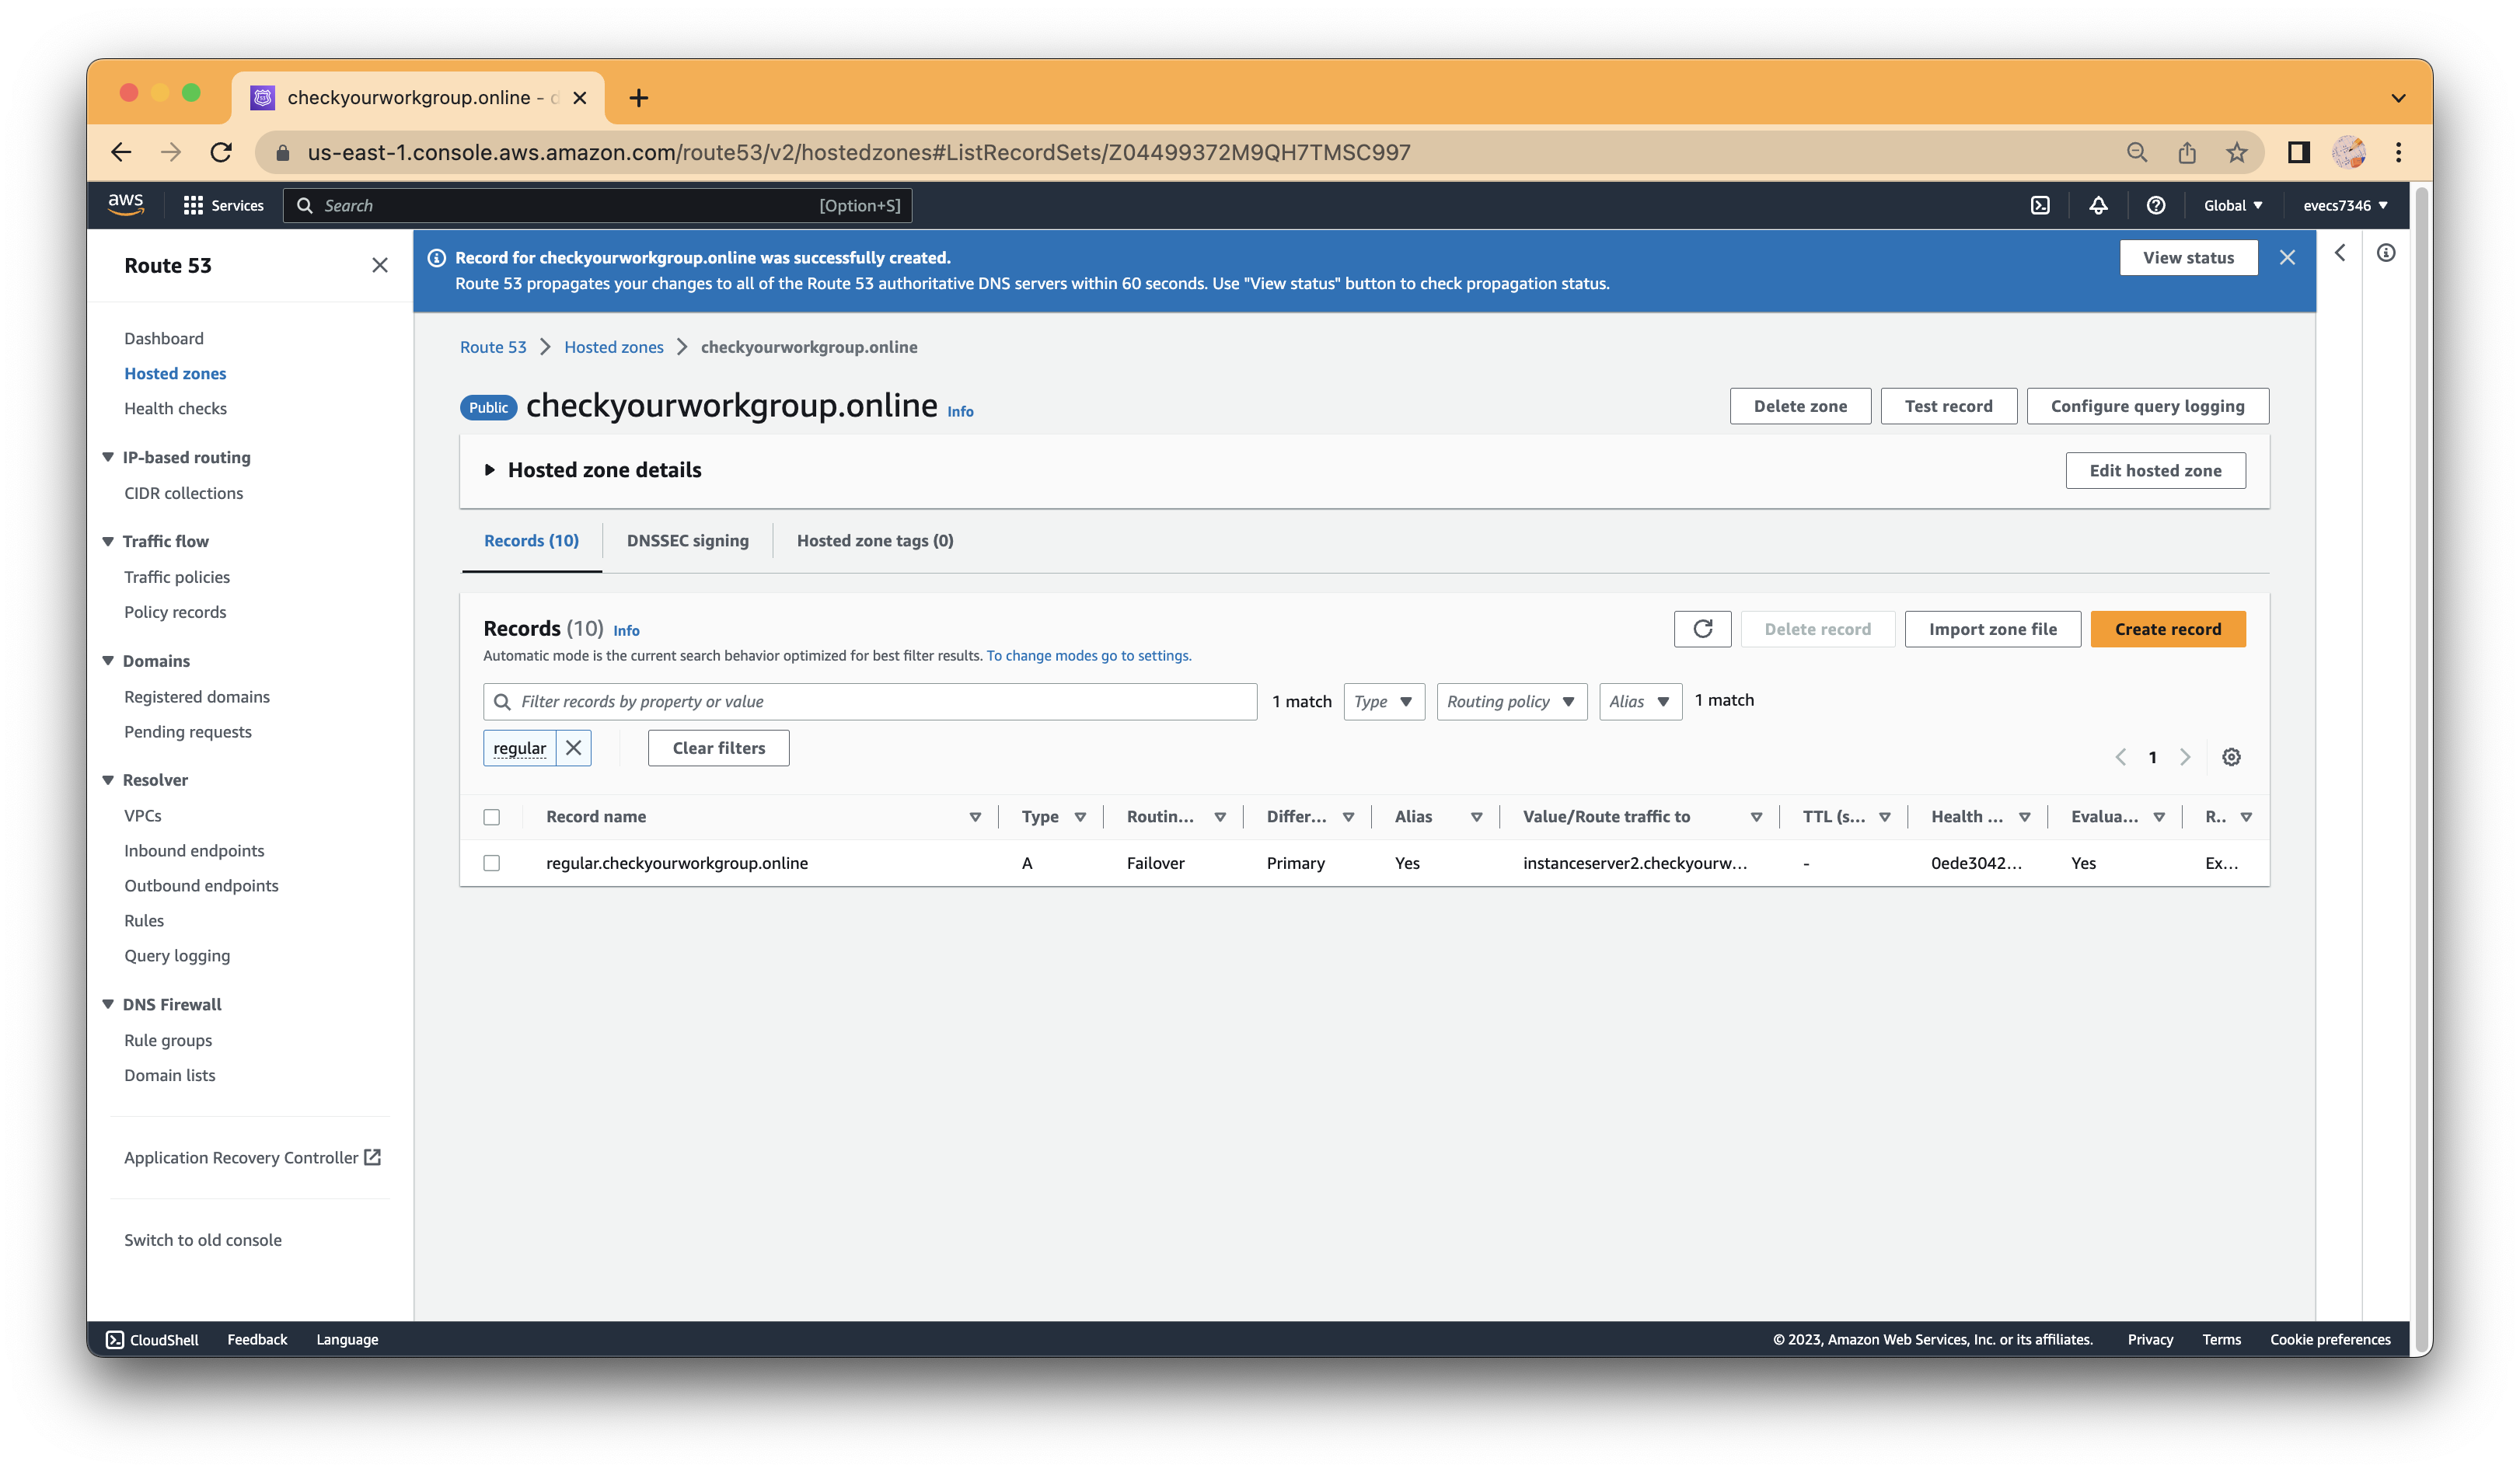 checkyourworkgroup.online - d
us-east-1.console.aws.amazon.com/route53/v2/hostedzones#ListRecordSets/Z04499372M9QH7TMSC997
aws Services Search [Option+S] Global evecs7346
Route 53
Dashboard
Hosted zones
Health checks
IP-based routing
CIDR collections
Traffic flow
Traffic policies
Policy records
Domains
Registered domains
Pending requests
Resolver
VPCs
Inbound endpoints
Outbound endpoints
Rules
Query logging
DNS Firewall
Rule groups
Domain lists
Application Recovery Controller
Switch to old console
Record for checkyourworkgroup.online was successfully created.
Route 53 propagates your changes to all of the Route 53 authoritative DNS servers within 60 seconds. Use "View status" button to check propagation status.
View status
Route 53 Hosted zones checkyourworkgroup.online
Public checkyourworkgroup.online Info
Delete zone Test record Configure query logging
Hosted zone details Edit hosted zone
Records (10) DNSSEC signing Hosted zone tags (0)
Records (10) Info
Delete record Import zone file Create record
Automatic mode is the current search behavior optimized for best filter results. To change modes go to settings.
Filter records by property or value 1 match Type Routing policy Alias 1 match
regular Clear filters 1
Record name Type Routin... Differ... Alias Value/Route traffic to TTL (s... Health ... Evalua... R..
regular.checkyourworkgroup.online A Failover Primary Yes instanceserver2.checkyourw... - 0ede3042... Yes Ex...
CloudShell Feedback Language © 2023, Amazon Web Services, Inc. or its affiliates. Privacy Terms Cookie preferences